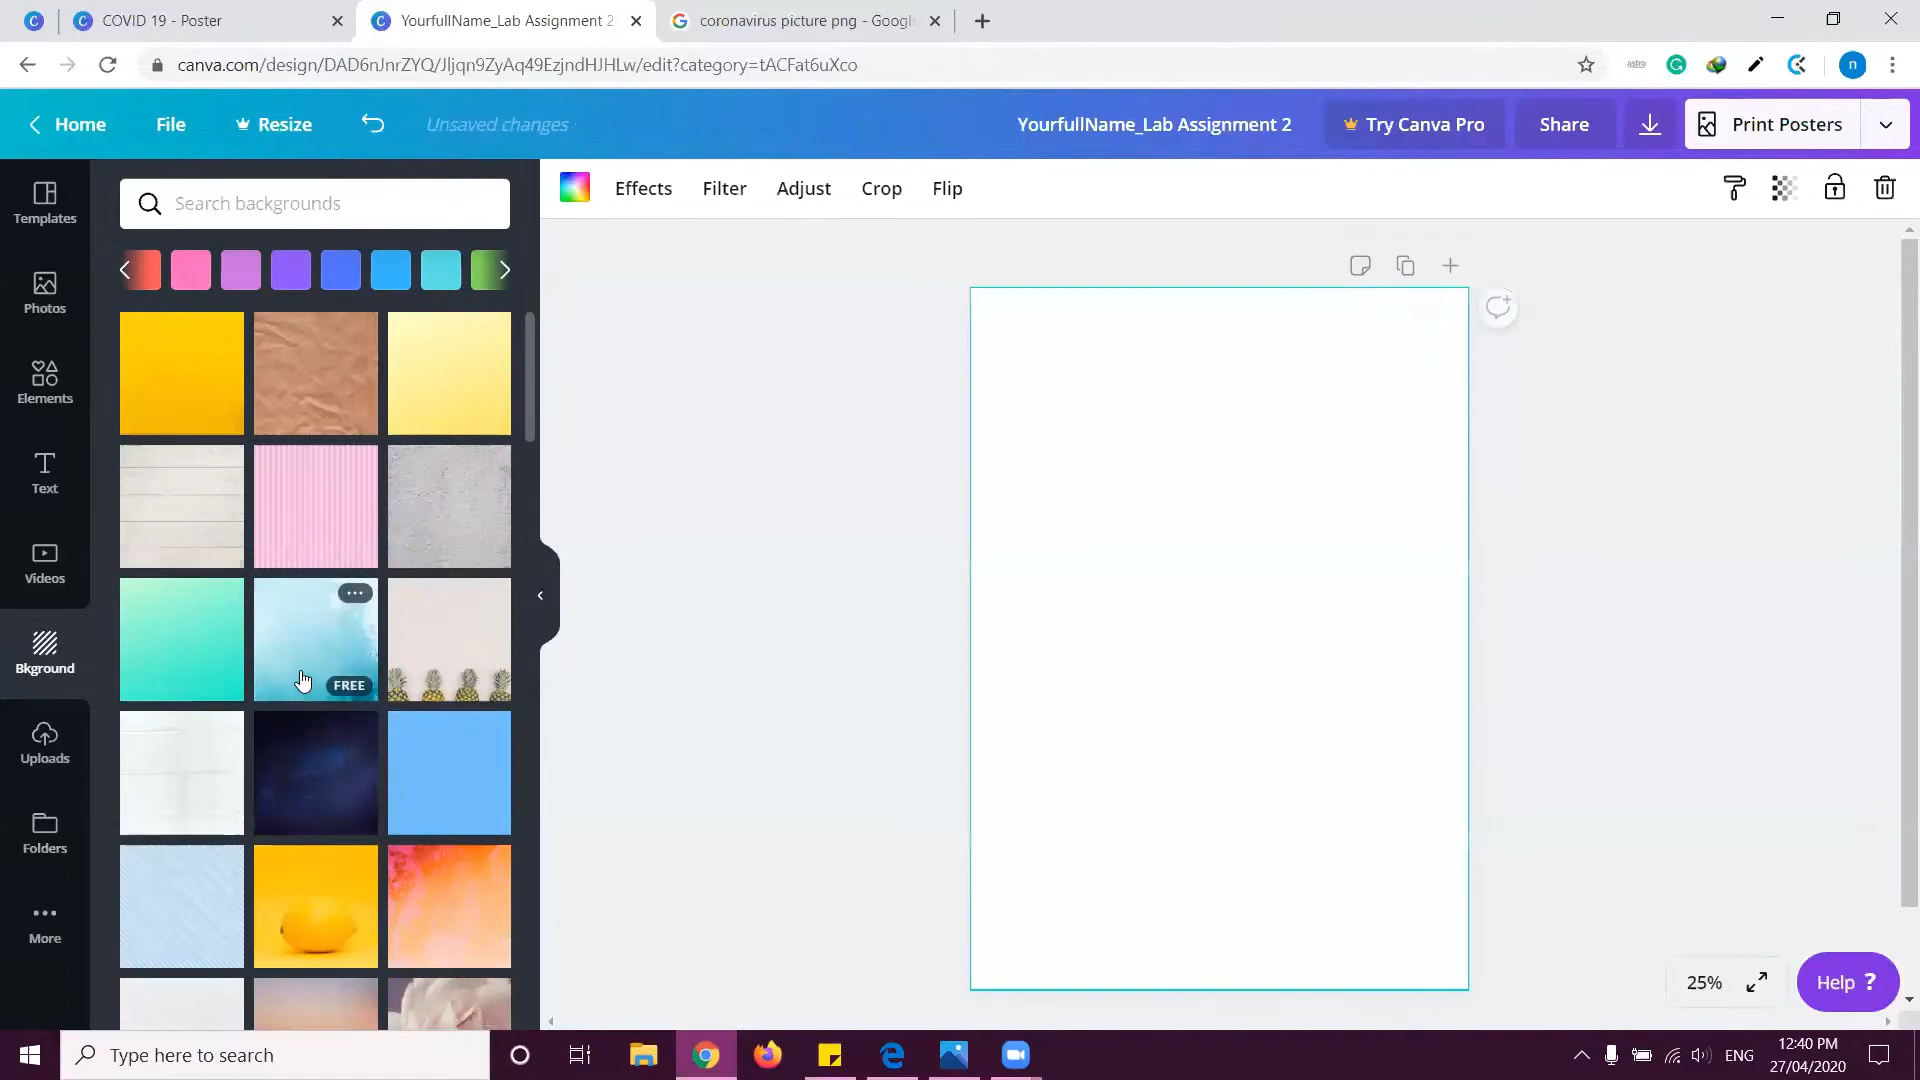 COVID 19 - Poster
YourfullName_Lab Assignment 2
coronavirus picture png - Googl
canva.com/design/DAD6nJnrZYQ/Jljqn9ZyAq49EzjndHJHLw/edit?category=tACFat6uXco
astro
n
Home
File
Resize
Unsaved changes
YourfullName_Lab Assignment 2
Try Canva Pro
Share
Print Posters
Templates
Photos
Elements
Text
Videos
Bkground
Uploads
Folders
More
Search backgrounds
FREE
Effects
Filter
Adjust
Crop
Flip
25%
Help ?
Type here to search
ENG
12:40 PM
27/04/2020